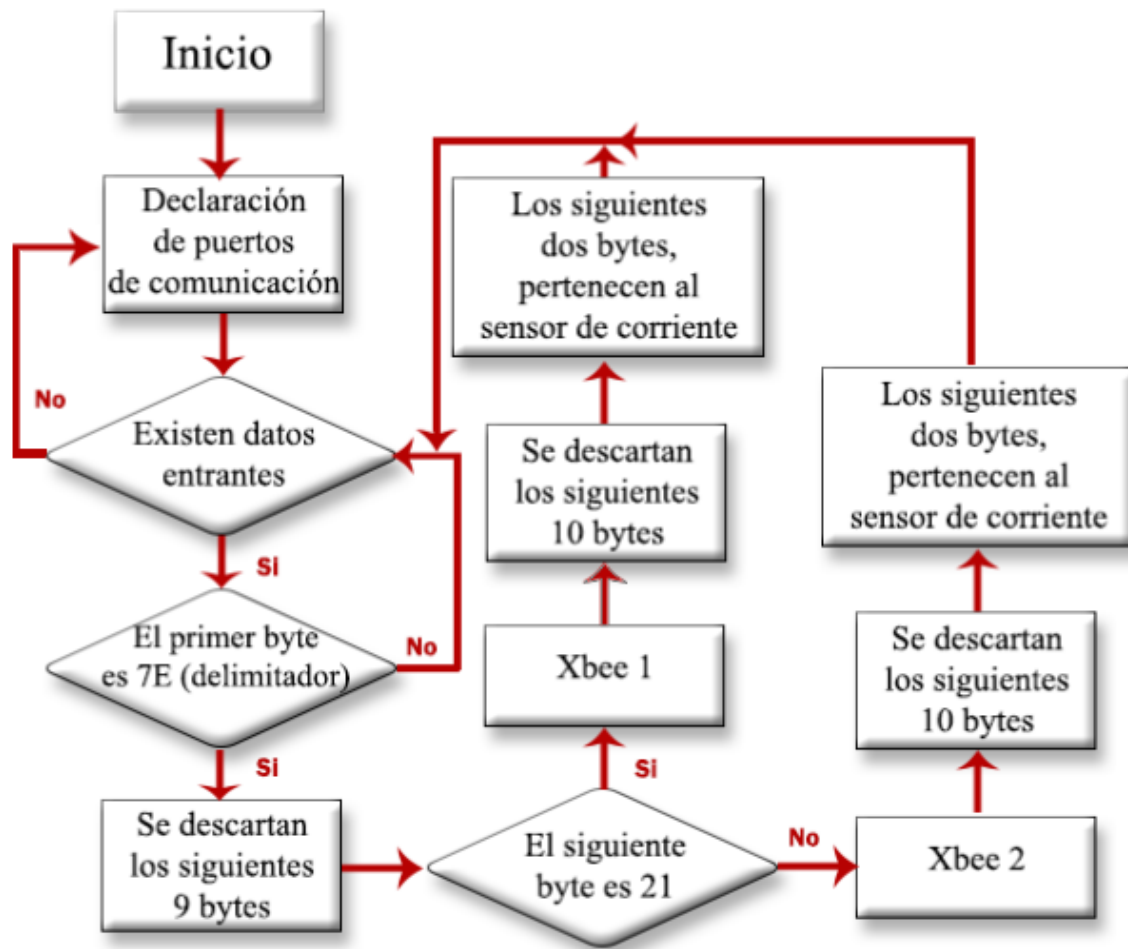 Inicio
Declaración
de puertos
de comunicación
No
Existen datos
entrantes
Si
El primer byte
es 7E (delimitador)
No
Si
Se descartan
los siguientes
9 bytes
El siguiente
byte es 21
Si
Xbee 1
Se descartan
los siguientes
10 bytes
Los siguientes
dos bytes,
pertenecen al
sensor de corriente
No
Xbee 2
Se descartan
los siguientes
10 bytes
Los siguientes
dos bytes,
pertenecen al
sensor de corriente